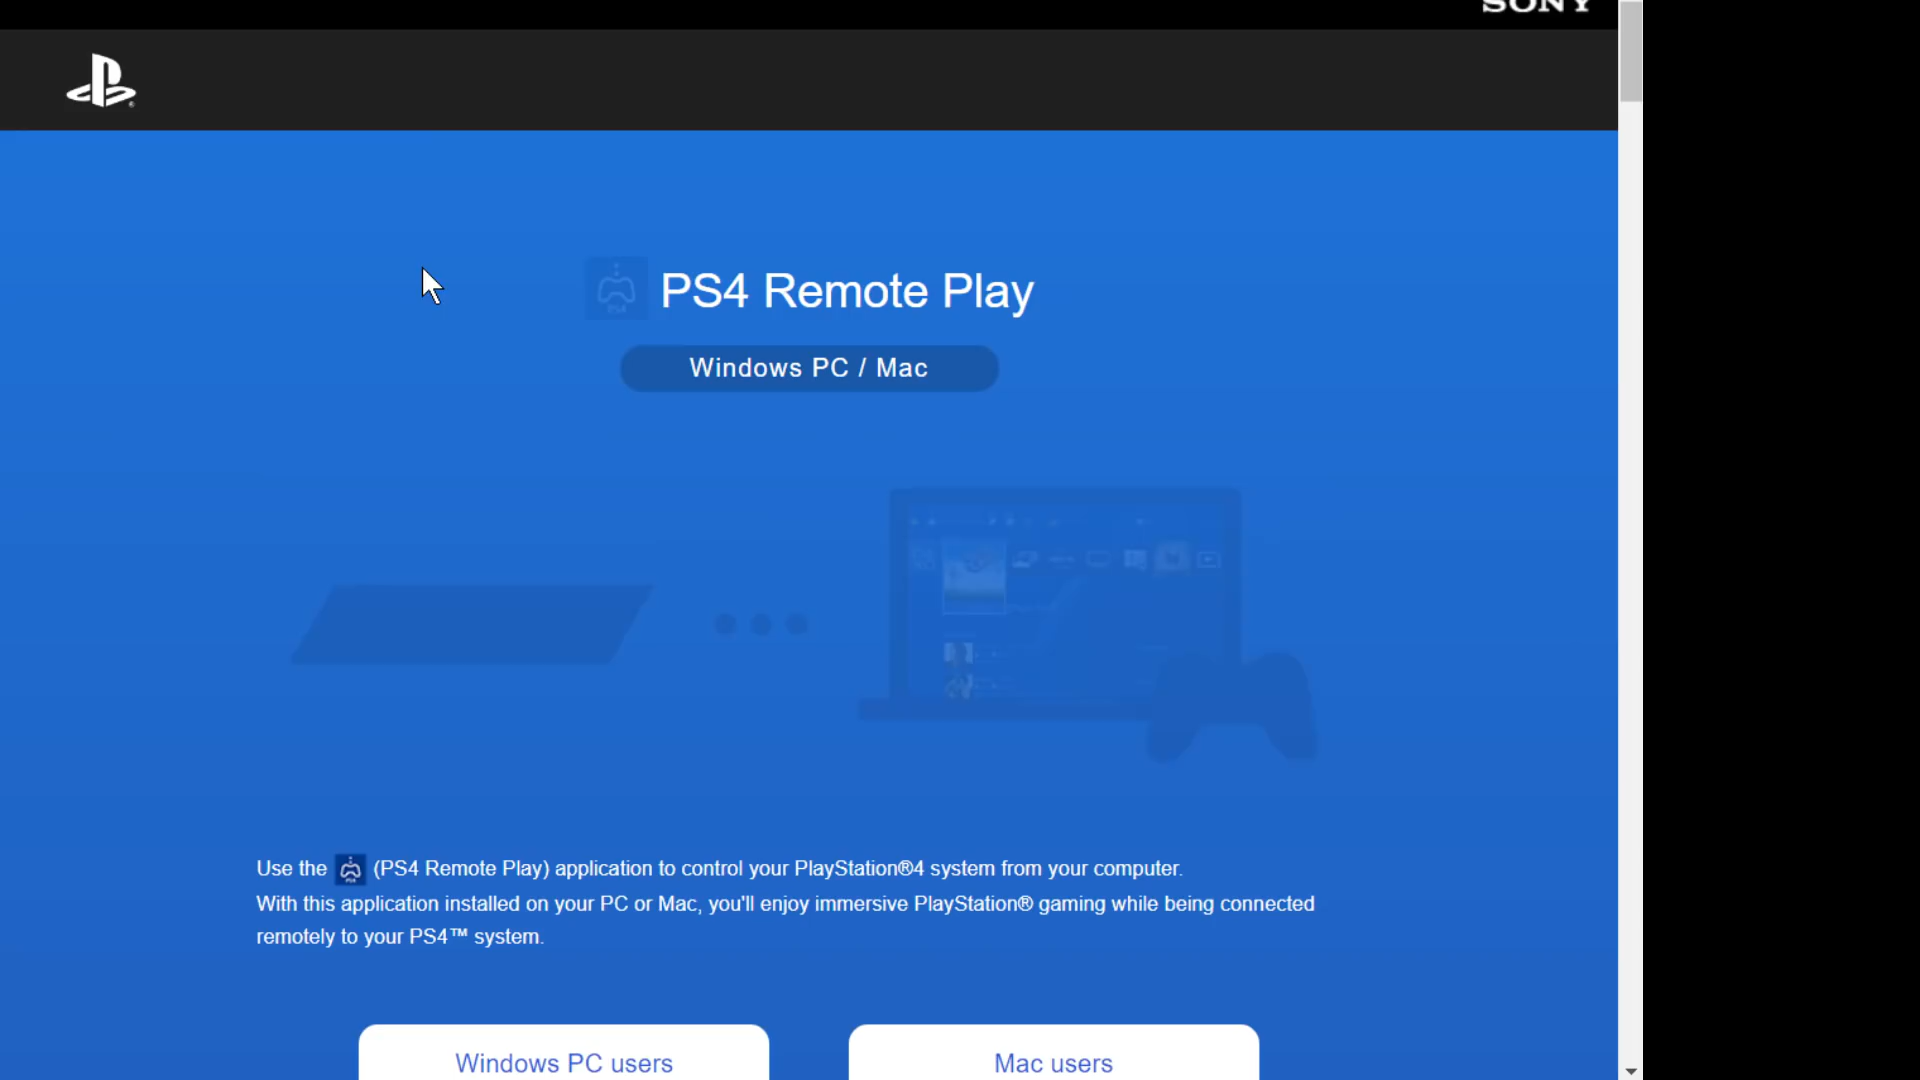 SONY
PS4 Remote Play
Windows PC / Mac
Use the (PS4 Remote Play) application to control your PlayStation®4 system from your computer.
With this application installed on your PC or Mac, you'll enjoy immersive PlayStation® gaming while being connected
remotely to your PS4™ system.
Windows PC users
Mac users